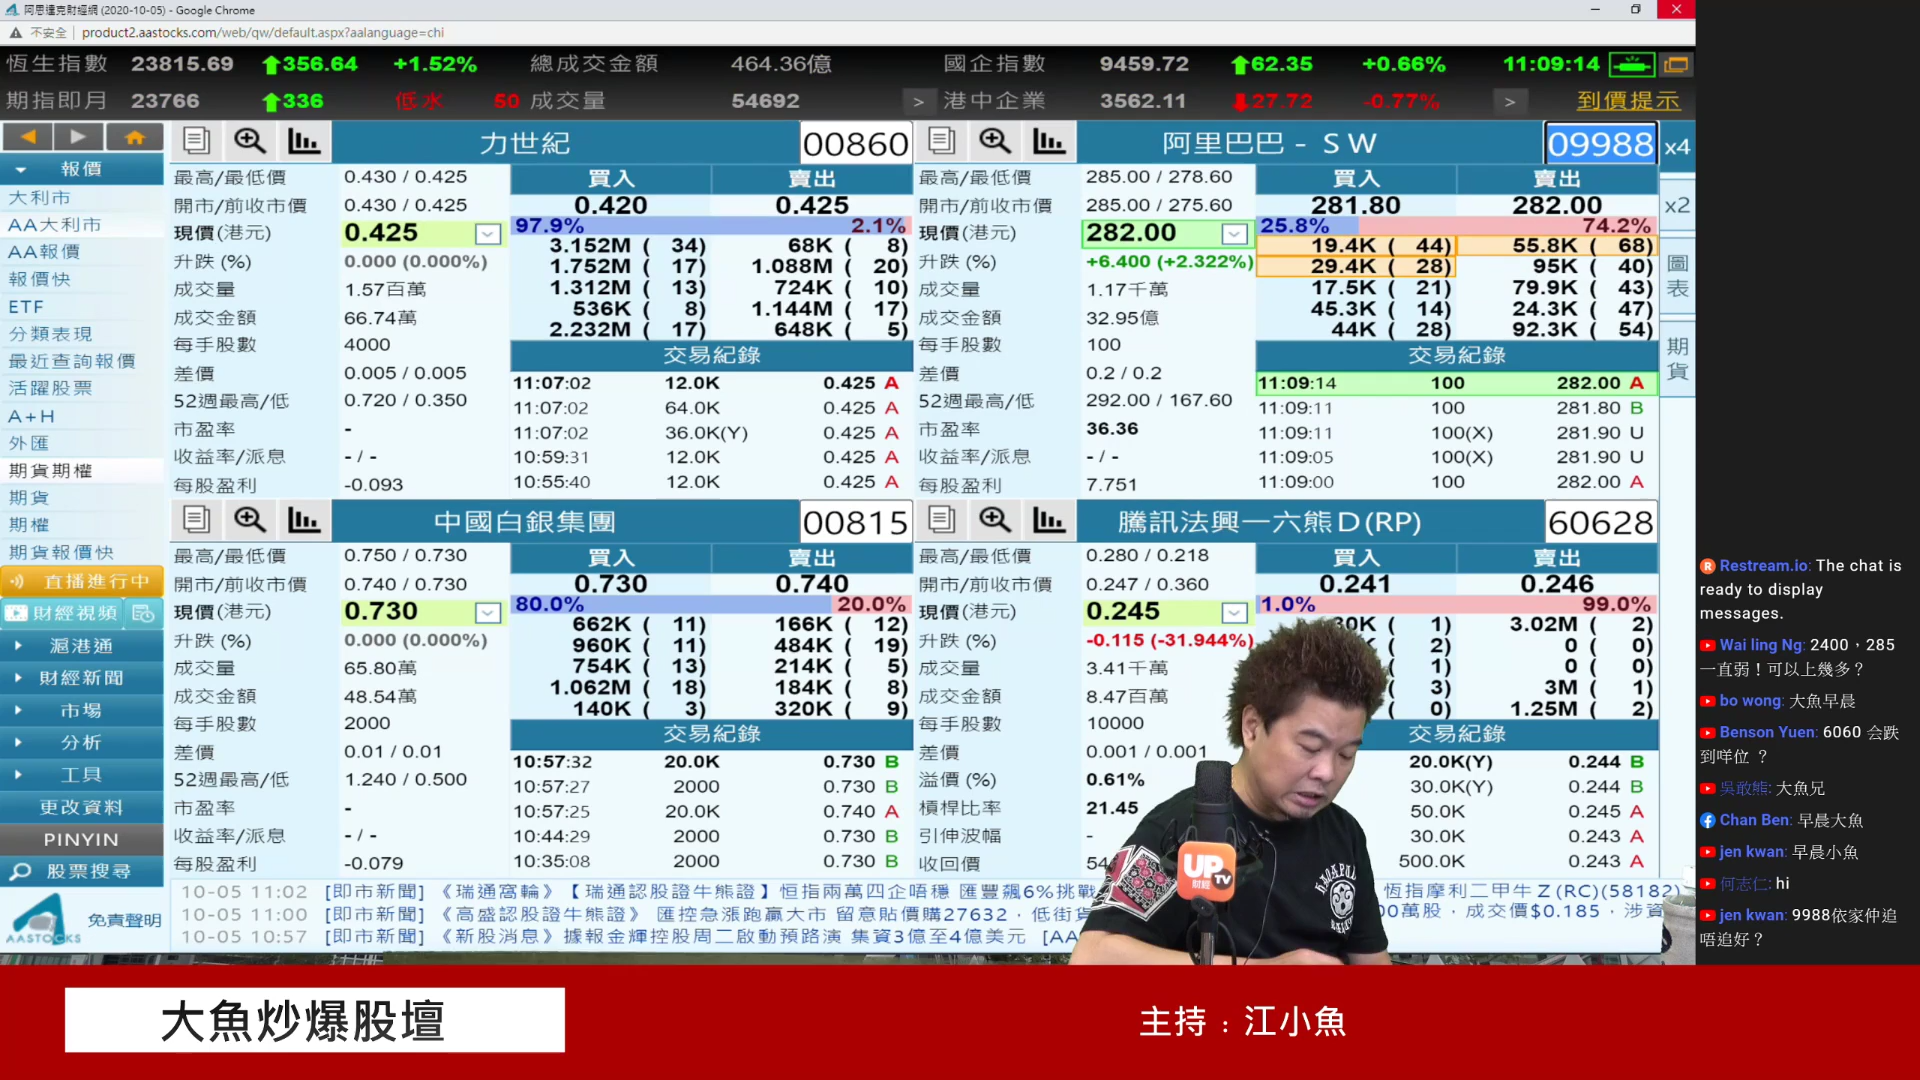 阿思達克財經網 (2020-10-05) - Google Chrome
不安全 | product2.aastocks.com/web/qw/default.aspx?aalanguage=chi
恆生指數 23815.69 356.64 +1.52% 總成交金額 464.36億 國企指數 9459.72 62.35 +0.66% 11:09:14
期指即月 23766 336 低水 50 成交量 54692 > 港中企業 3562.11 27.72 -0.77% > 到價提示
報價
大利市
AA大利市
AA報價
報價快
ETF
分類表現
最近查詢報價
活躍股票
A+H
外匯
期貨期權
期貨
期權
期貨報價快
直播進行中
財經視頻
滬港通
財經新聞
市場
分析
工具
更改資料
PINYIN
股票搜尋
AASTOCKS 免責聲明
力世紀 00860
最高/最低價 0.430 / 0.425 買入 賣出
開市/前收市價 0.430 / 0.425 0.420 0.425
現價(港元) 0.425 97.9% 2.1%
3.152M ( 34) 68K ( 8)
升跌 (%) 0.000 (0.000%) 1.752M ( 17) 1.088M ( 20)
成交量 1.57百萬 1.312M ( 13) 724K ( 10)
成交金額 66.74萬 536K ( 8) 1.144M ( 17)
2.232M ( 17) 648K ( 5)
每手股數 4000 交易紀錄
差價 0.005 / 0.005 11:07:02 12.0K 0.425 A
52週最高/低 0.720 / 0.350 11:07:02 64.0K 0.425 A
市盈率 - 11:07:02 36.0K(Y) 0.425 A
收益率/派息 - / - 10:59:31 12.0K 0.425 A
每股盈利 -0.093 10:55:40 12.0K 0.425 A
阿里巴巴 - ＳＷ 09988 x4
最高/最低價 285.00 / 278.60 買入 賣出
開市/前收市價 285.00 / 275.60 281.80 282.00 x2
現價(港元) 282.00 25.8% 74.2%
19.4K ( 44) 55.8K ( 68)
升跌 (%) +6.400 (+2.322%) 29.4K ( 28) 95K ( 40)
成交量 1.17千萬 17.5K ( 21) 79.9K ( 43)
成交金額 32.95億 45.3K ( 14) 24.3K ( 47)
44K ( 28) 92.3K ( 54)
每手股數 100 交易紀錄
差價 0.2 / 0.2 11:09:14 100 282.00 A
52週最高/低 292.00 / 167.60 11:09:11 100 281.80 B
市盈率 36.36 11:09:11 100(X) 281.90 U
收益率/派息 - / - 11:09:05 100(X) 281.90 U
每股盈利 7.751 11:09:00 100 282.00 A
圖表
期貨
中國白銀集團 00815
最高/最低價 0.750 / 0.730 買入 賣出
開市/前收市價 0.740 / 0.730 0.730 0.740
現價(港元) 0.730 80.0% 20.0%
662K ( 11) 166K ( 12)
升跌 (%) 0.000 (0.000%) 960K ( 11) 484K ( 19)
成交量 65.80萬 754K ( 13) 214K ( 5)
成交金額 48.54萬 1.062M ( 18) 184K ( 8)
140K ( 3) 320K ( 9)
每手股數 2000 交易紀錄
差價 0.01 / 0.01 10:57:32 20.0K 0.730 B
52週最高/低 1.240 / 0.500 10:57:27 2000 0.730 B
市盈率 - 10:57:25 20.0K 0.740 A
收益率/派息 - / - 10:44:29 2000 0.730 B
每股盈利 -0.079 10:35:08 2000 0.730 B
騰訊法興一六熊Ｄ(RP) 60628
最高/最低價 0.280 / 0.218 買入 賣出
開市/前收市價 0.247 / 0.360 0.241 0.246
現價(港元) 0.245 1.0% 99.0%
30K ( 1) 3.02M ( 2)
升跌 (%) -0.115 (-31.944%) 2) 0 ( 0)
成交量 3.41千萬 1) 0 ( 0)
成交金額 8.47百萬 3) 3M ( 1)
0) 1.25M ( 2)
每手股數 10000 交易紀錄
差價 0.001 / 0.001 20.0K(Y) 0.244 B
溢價 (%) 0.61% 30.0K(Y) 0.244 B
槓桿比率 21.45 50.0K 0.245 A
引伸波幅 - 30.0K 0.243 A
收回價 54 500.0K 0.243 A
10-05 11:02 [即市新聞] 《瑞通窩輪》【瑞通認股證牛熊證】恒指兩萬四企唔穩 匯豐飆6%挑戰 恆指摩利二甲牛Ｚ(RC)(58182)
10-05 11:00 [即市新聞] 《高盛認股證牛熊證》 匯控急漲跑贏大市 留意貼價購27632，低街貨 00萬股，成交價$0.185，涉資
10-05 10:57 [即市新聞] 《新股消息》據報金輝控股周二啟動預路演 集資3億至4億美元 [AA
UP TV 財經
Restream.io: The chat is
ready to display
messages.
Wai ling Ng: 2400，285
一直弱！可以上幾多？
bo wong: 大魚早晨
Benson Yuen: 6060 会跌
到咩位 ？
吳敢熊: 大魚兄
Chan Ben: 早晨大魚
jen kwan: 早晨小魚
何志仁: hi
jen kwan: 9988依家仲追
唔追好？
大魚炒爆股壇
主持﹕江小魚